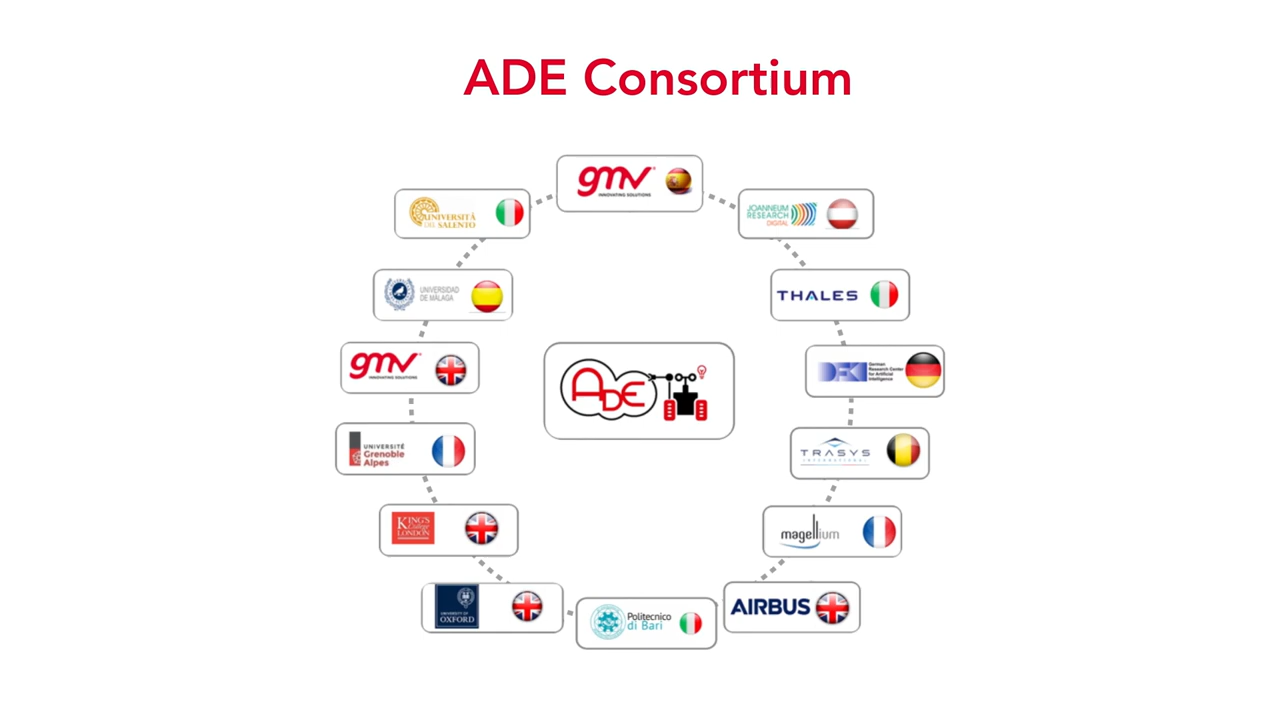 ADE Consortium
gmv
INNOVATING SOLUTIONS
UNIVERSITÀ
DEL SALENTO
JOANNEUM
RESEARCH
DIGITAL
UNIVERSIDAD
DE MÁLAGA
THALES
gmv
INNOVATING SOLUTIONS
ADE
DFKI
German
Research Center
for Artificial
Intelligence
UNIVERSITÉ
Grenoble
Alpes
TRASYS
INTERNATIONAL
KING'S
College
LONDON
magellium
UNIVERSITY OF
OXFORD
Politecnico
di Bari
AIRBUS